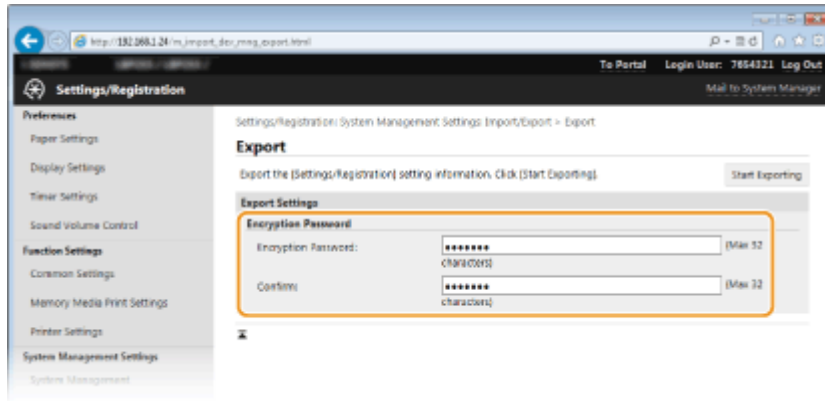 http://192.168.1.24/m_import_dev_mng_export.html
To Portal Login User: 7654321 Log Out
Settings/Registration
Mail to System Manager
Preferences
Paper Settings
Display Settings
Timer Settings
Sound Volume Control
Function Settings
Common Settings
Memory Media Print Settings
Printer Settings
System Management Settings
System Management
Settings/Registration: System Management Settings: Import/Export > Export
Export
Export the [Settings/Registration] setting information. Click [Start Exporting].
Start Exporting
Export Settings
Encryption Password
Encryption Password: ••••••• (Max 32
characters)
Confirm: ••••••• (Max 32
characters)